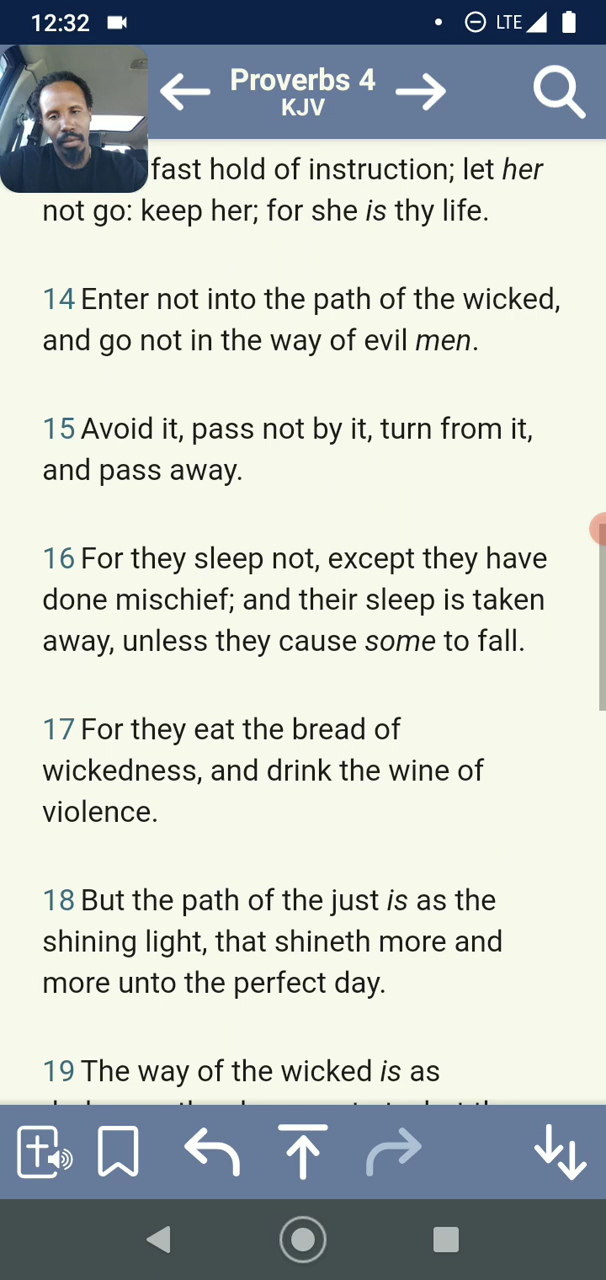 12:32
LTE
Proverbs 4
KJV
fast hold of instruction; let her
not go: keep her; for she is thy life.
14 Enter not into the path of the wicked,
and go not in the way of evil men.
15 Avoid it, pass not by it, turn from it,
and pass away.
16 For they sleep not, except they have
done mischief; and their sleep is taken
away, unless they cause some to fall.
17 For they eat the bread of
wickedness, and drink the wine of
violence.
18 But the path of the just is as the
shining light, that shineth more and
more unto the perfect day.
19 The way of the wicked is as